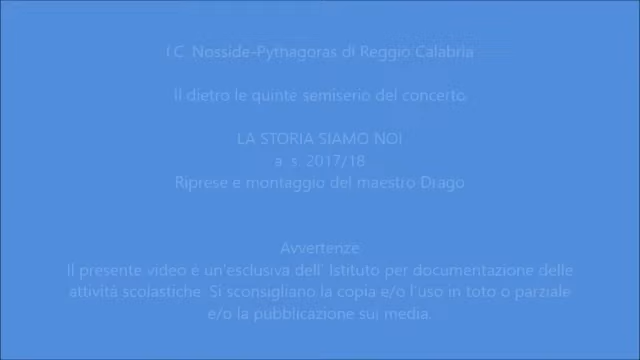 I.C. Nosside-Pythagoras di Reggio Calabria
Il dietro le quinte semiserio del concerto
LA STORIA SIAMO NOI
a. s. 2017/18
Riprese e montaggio del maestro Drago
Avvertenze
Il presente video è un'esclusiva dell' Istituto per documentazione delle
attività scolastiche. Si sconsigliano la copia e/o l'uso in toto o parziale
e/o la pubblicazione sui media.